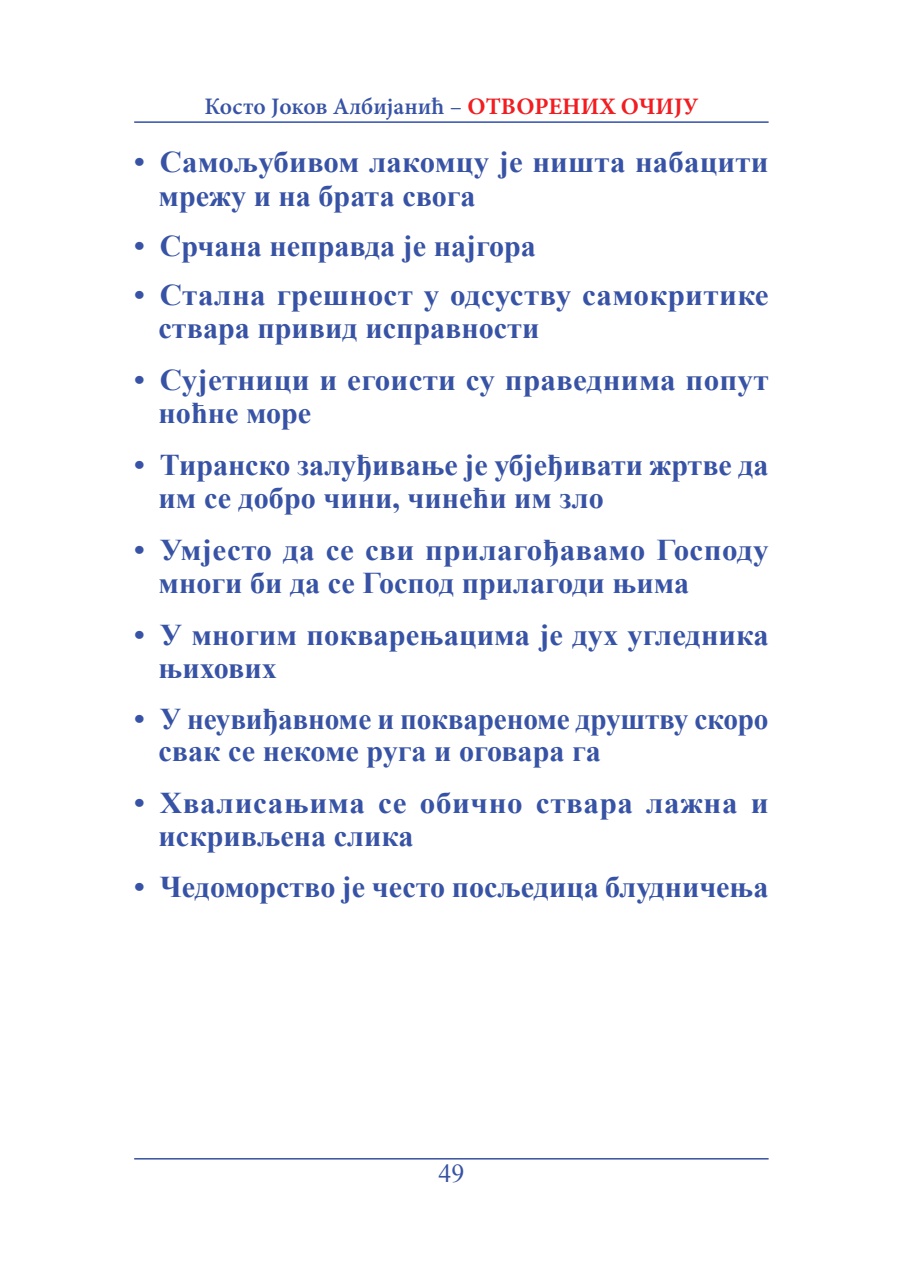 Косто Јоков Албијанић – ОТВОРЕНИХ ОЧИЈУ
• Самољубивом лакомцу је ништа набацити
мрежу и на брата свога
• Срчана неправда је најгора
• Стална грешност у одсуству самокритике
ствара привид исправности
• Сујетници и егоисти су праведнима попут
ноћне море
• Тиранско залуђивање је убјеђивати жртве да
им се добро чини, чинећи им зло
• Умјесто да се сви прилагођавамо Господу
многи би да се Господ прилагоди њима
• У многим покварењацима је дух угледника
њихових
• У неувиђавноме и поквареноме друштву скоро
свак се некоме руга и оговара га
• Хвалисањима се обично ствара лажна и
искривљена слика
• Чедоморство је често посљедица блудничења
49